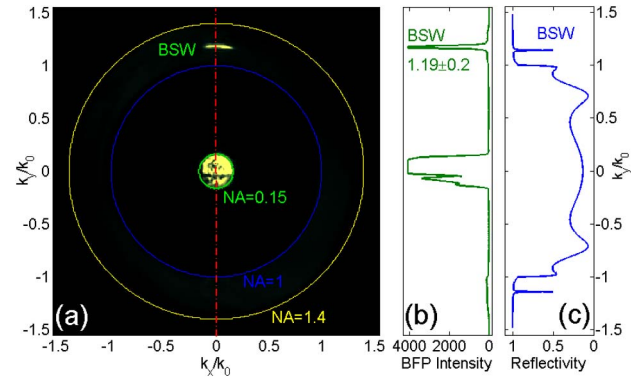 1.5
1
0.5
0
-0.5
-1
-1.5
k_y/k_0
BSW
NA=0.15
NA=1
NA=1.4
(a)
-1.5 -1 -0.5 0 0.5 1 1.5
k_x/k_0
(b)
BSW
1.19±0.2
4000 2000 0
BFP Intensity
(c)
BSW
1 0.5 0
Reflectivity
1.5
1
0.5
0
-0.5
-1
-1.5
k_y/k_0